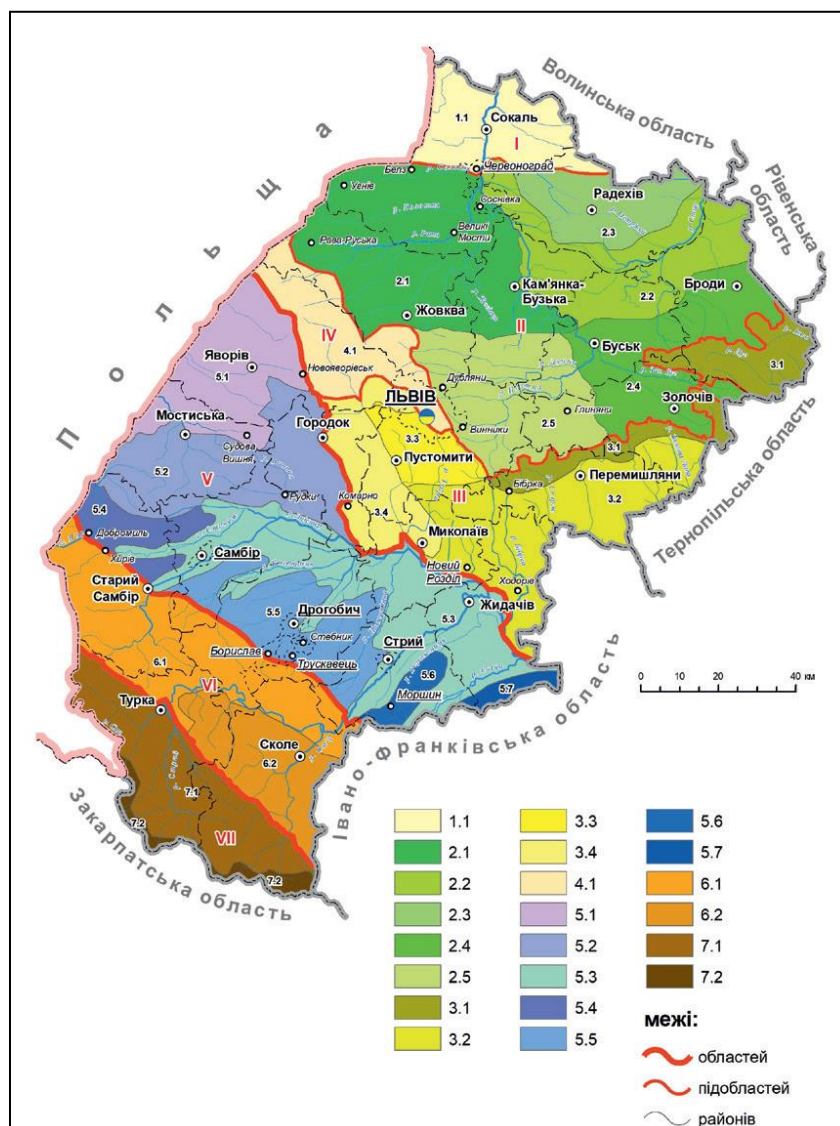 Волинська область
Рівенська
область
Польща
1.1
Сокаль
I
Червоноград
Белз
Угнів
Соснівка
Радехів
2.3
Рава-Руська
Великі
Мости
2.1
Кам'янка-
Бузька
2.2
Броди
Жовква
II
IV
4.1
Буськ
Яворів
5.1
Новояворівськ
Дубляни
2.4
3.1
ЛЬВІВ
Золочів
Мостиська
Городок
2.5
Глиняни
Судова
Вишня
3.3
Винники
3.1
5.2
V
Пустомити
Перемишляни
Рудки
III
Бібрка
3.2
5.4
Комарно
3.4
Добромиль
Хирів
Миколаїв
Самбір
Новий
Розділ
Ходорів
Старий
Самбір
5.5
Дрогобич
5.3
Жидачів
Стебник
Борислав
Трускавець
Стрий
6.1
5.6
5.7
Моршин
VI
Турка
Сколе
6.2
7.1
7.2
VII
7.2
Тернопільська область
Івано-Франківська область
Закарпатська область
0 10 20 40 км
1.1 3.3 5.6
2.1 3.4 5.7
2.2 4.1 6.1
2.3 5.1 6.2
2.4 5.2 7.1
2.5 5.3 7.2
3.1 5.4
3.2 5.5
межі:
областей
підобластей
районів